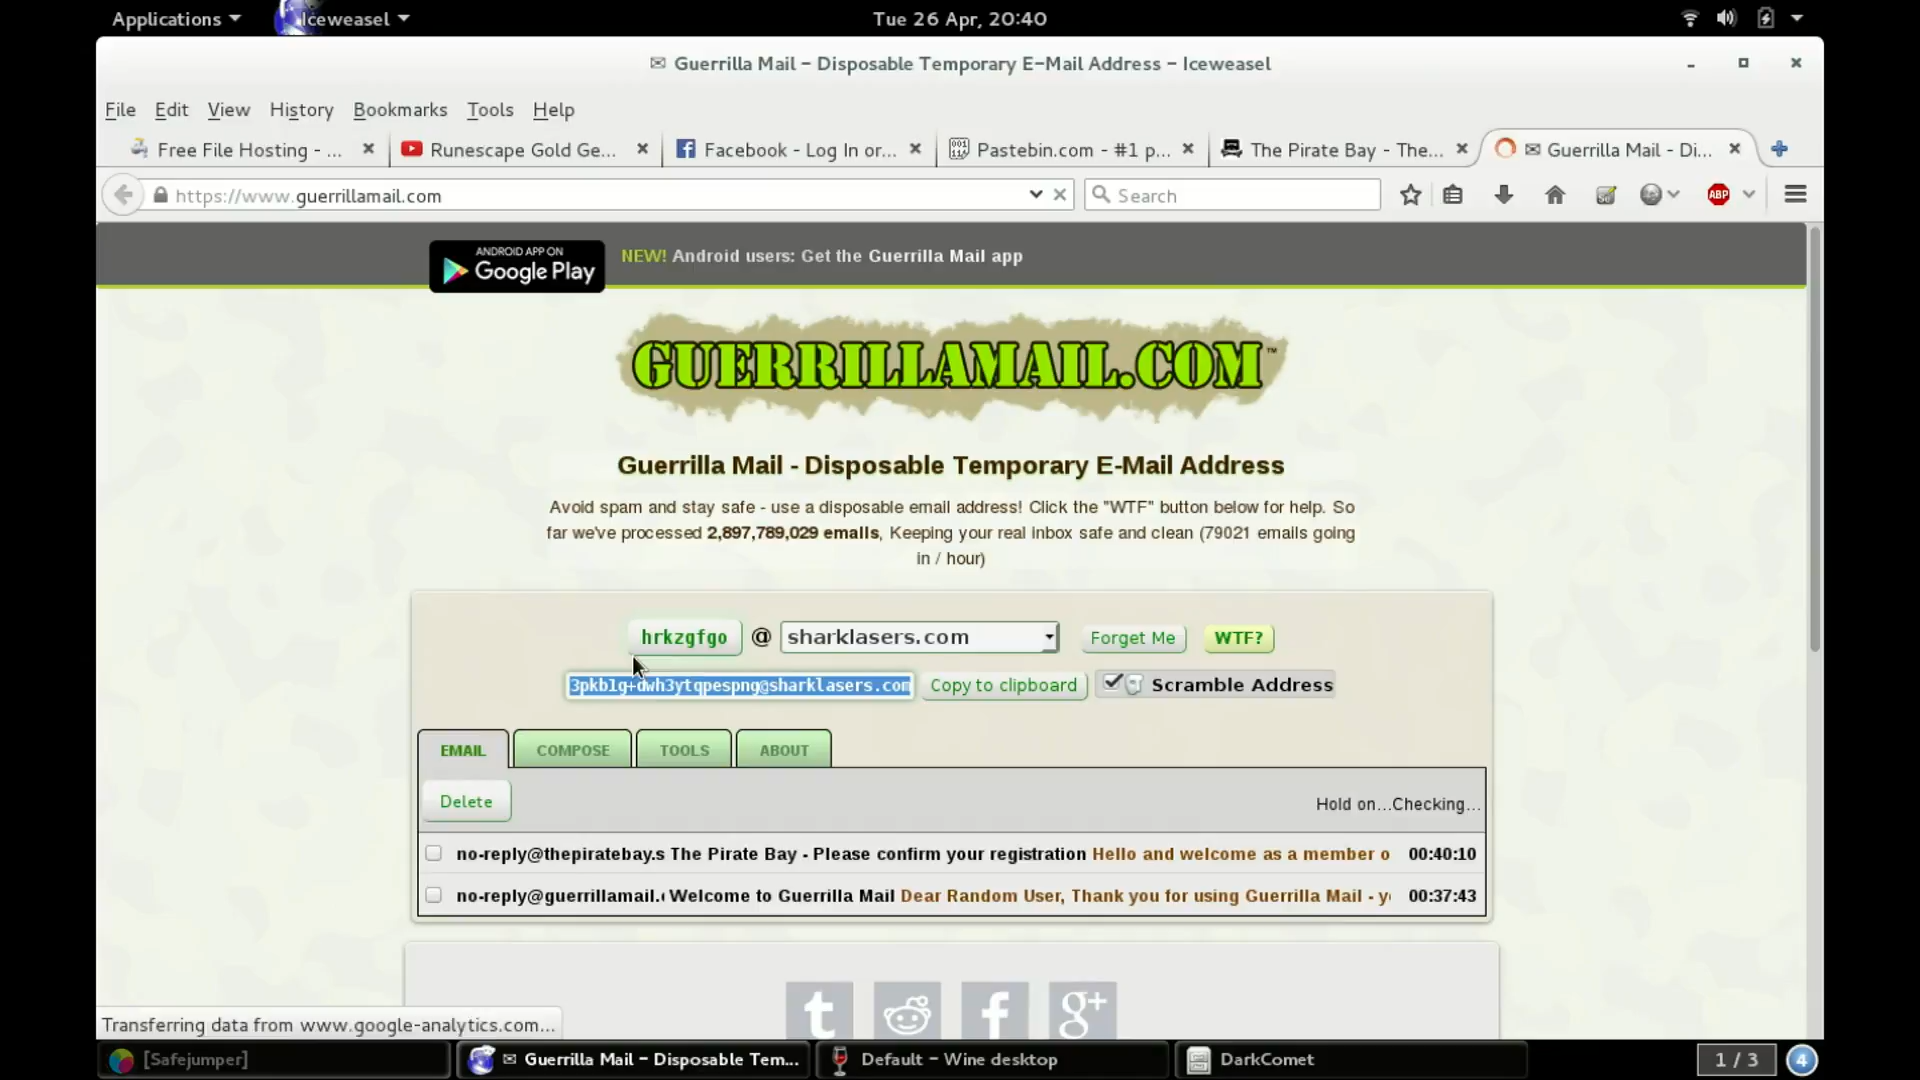 Applications Iceweasel Tue 26 Apr, 20:40
Guerrilla Mail – Disposable Temporary E-Mail Address – Iceweasel
File Edit View History Bookmarks Tools Help
Free File Hosting - ... Runescape Gold Ge... Facebook - Log In or... Pastebin.com - #1 p... The Pirate Bay - The... Guerrilla Mail - Di...
https://www.guerrillamail.com Search ABP
ANDROID APP ON
Google Play
NEW! Android users: Get the Guerrilla Mail app
GUERRILLAMAIL.COM™
Guerrilla Mail - Disposable Temporary E-Mail Address
Avoid spam and stay safe - use a disposable email address! Click the "WTF" button below for help. So
far we've processed 2,897,789,029 emails, Keeping your real inbox safe and clean (79021 emails going
in / hour)
hrkzgfgo @ sharklasers.com Forget Me WTF?
3pkblg+dwh3ytqpespng@sharklasers.com Copy to clipboard Scramble Address
EMAIL COMPOSE TOOLS ABOUT
Delete Hold on...Checking...
no-reply@thepiratebay.s The Pirate Bay - Please confirm your registration Hello and welcome as a member o 00:40:10
no-reply@guerrillamail. Welcome to Guerrilla Mail Dear Random User, Thank you for using Guerrilla Mail - y 00:37:43
t f g+
Transferring data from www.google-analytics.com...
[Safejumper] Guerrilla Mail – Disposable Tem... Default – Wine desktop DarkComet 1 / 3 4